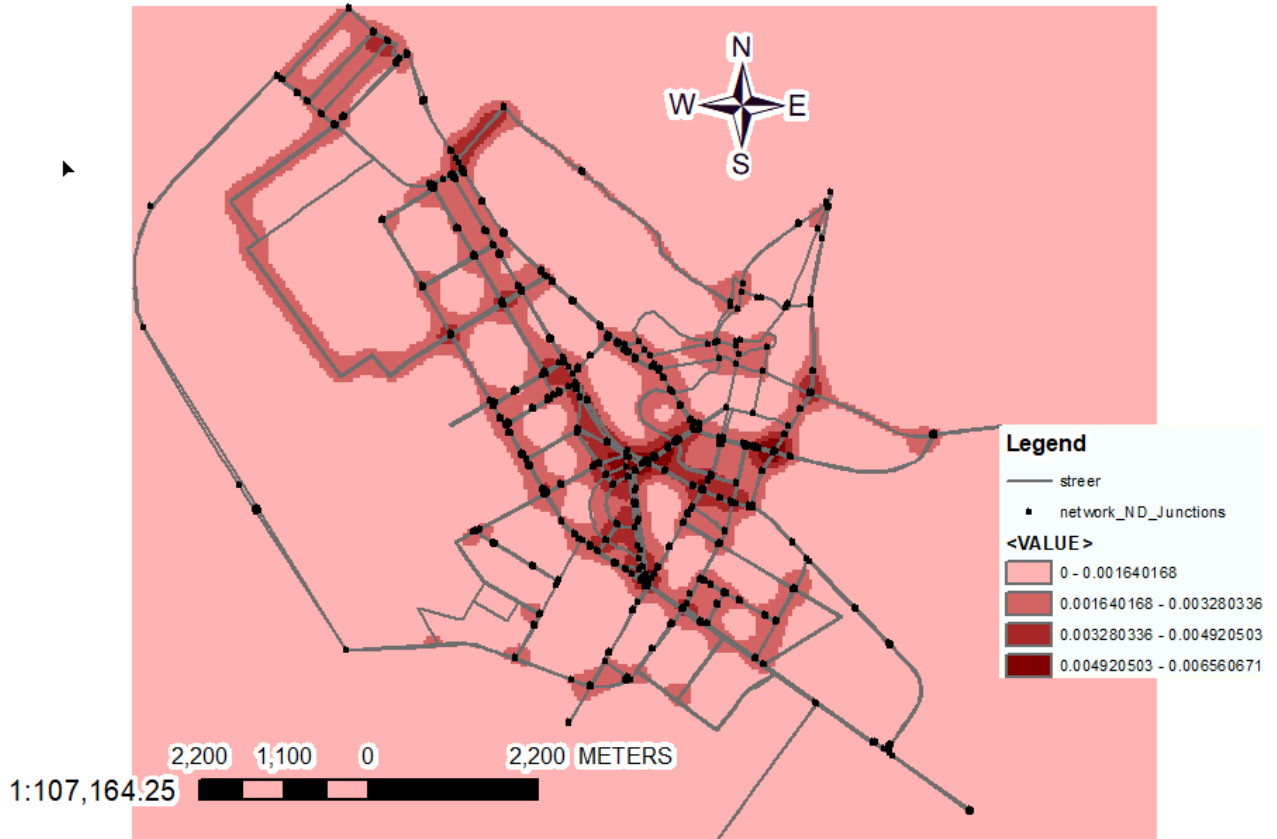 N
W E
S
Legend
streer
network_ND_Junctions
<VALUE>
0 - 0.001640168
0.001640168 - 0.003280336
0.003280336 - 0.004920503
0.004920503 - 0.006560671
2,200 1,100 0 2,200 METERS
1:107,164.25